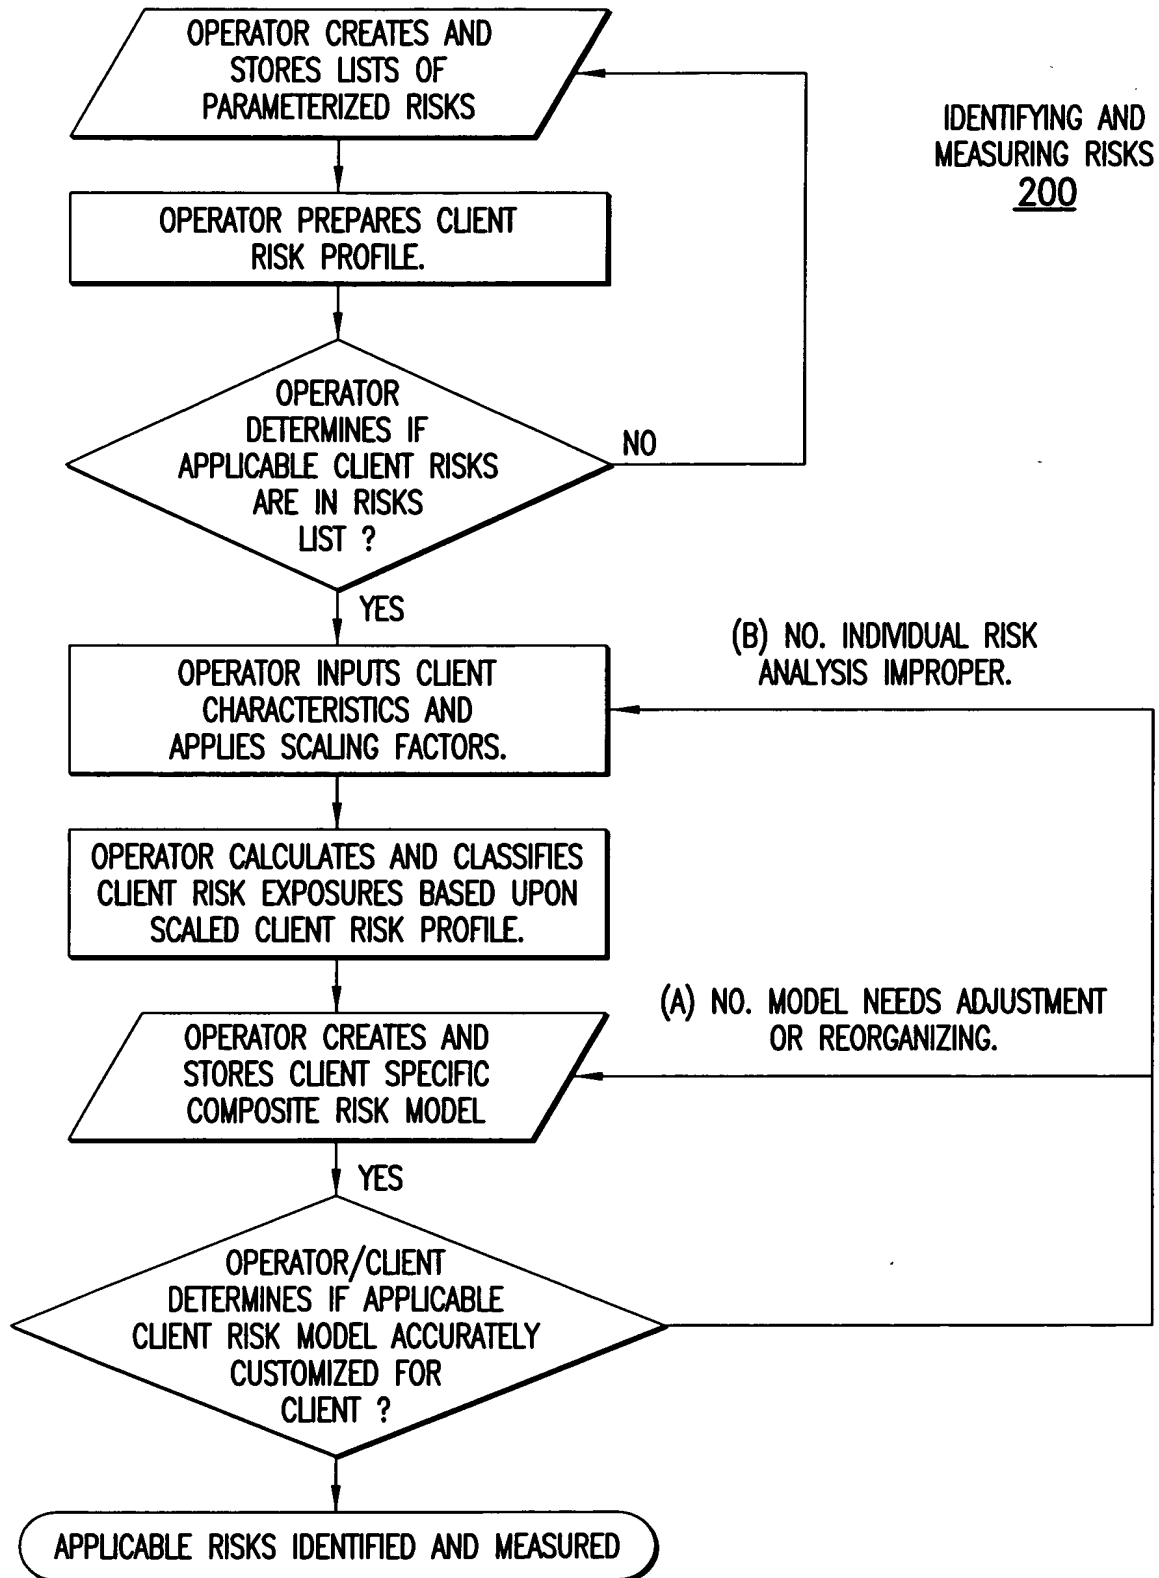 OPERATOR CREATES AND
STORES LISTS OF
PARAMETERIZED RISKS
IDENTIFYING AND
MEASURING RISKS
200
OPERATOR PREPARES CLIENT
RISK PROFILE.
OPERATOR
DETERMINES IF
APPLICABLE CLIENT RISKS
ARE IN RISKS
LIST ?
NO
YES
(B) NO. INDIVIDUAL RISK
ANALYSIS IMPROPER.
OPERATOR INPUTS CLIENT
CHARACTERISTICS AND
APPLIES SCALING FACTORS.
OPERATOR CALCULATES AND CLASSIFIES
CLIENT RISK EXPOSURES BASED UPON
SCALED CLIENT RISK PROFILE.
(A) NO. MODEL NEEDS ADJUSTMENT
OR REORGANIZING.
OPERATOR CREATES AND
STORES CLIENT SPECIFIC
COMPOSITE RISK MODEL
YES
OPERATOR/CLIENT
DETERMINES IF APPLICABLE
CLIENT RISK MODEL ACCURATELY
CUSTOMIZED FOR
CLIENT ?
APPLICABLE RISKS IDENTIFIED AND MEASURED